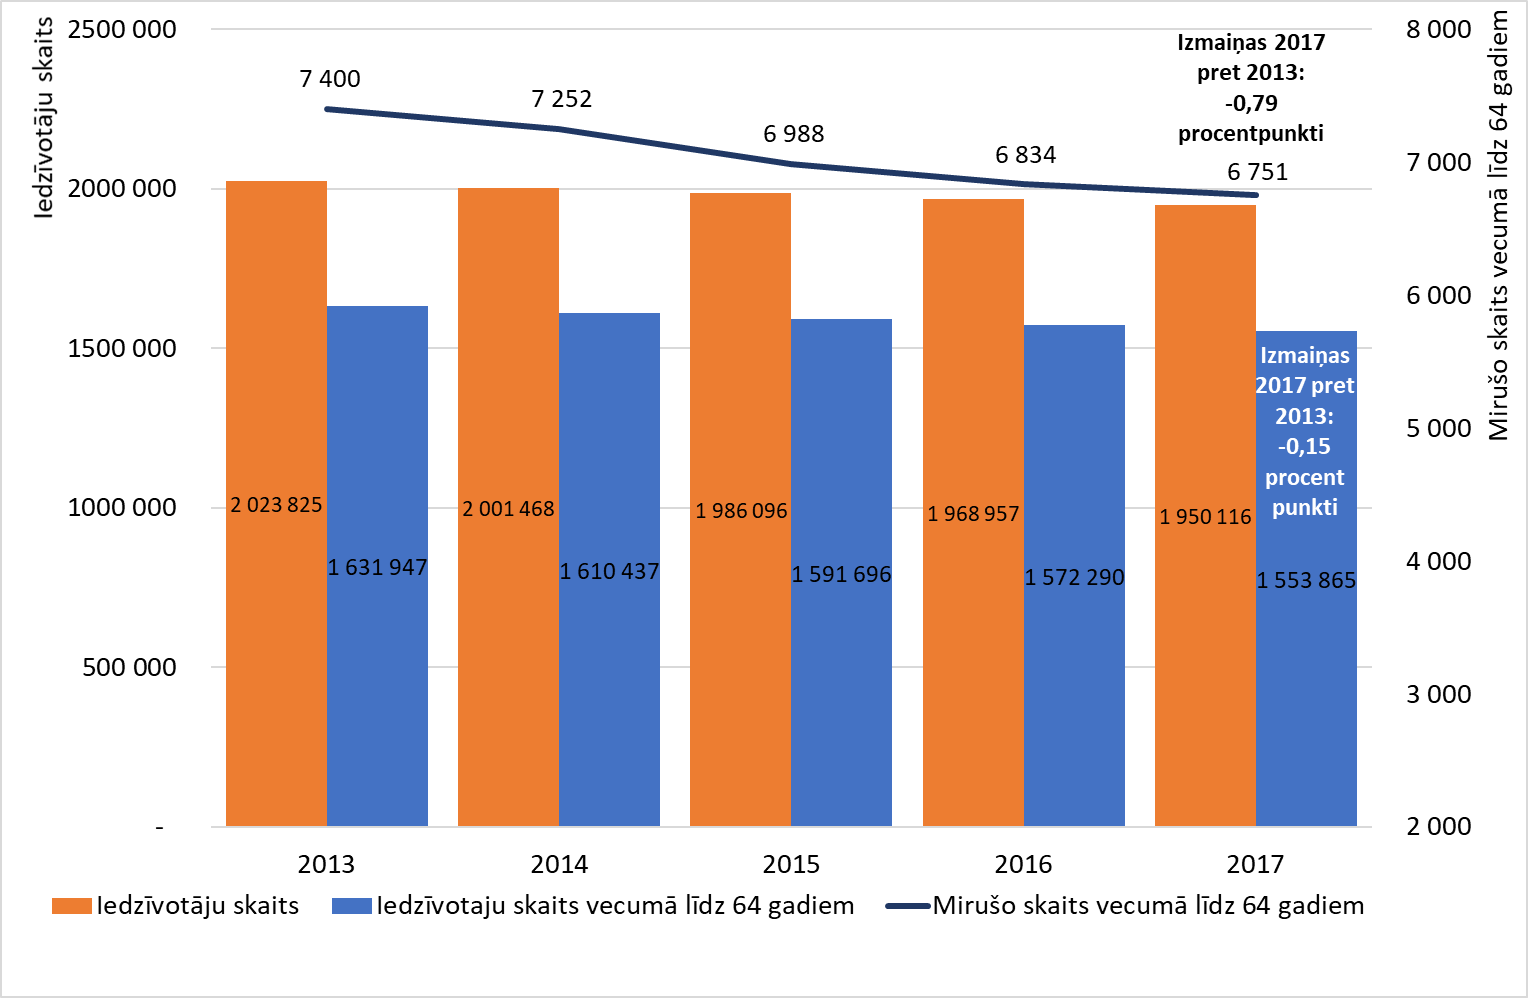 Iedzīvotāju skaits
2500 000
2000 000
1500 000
1000 000
500 000
-
7 400
7 252
6 988
6 834
6 751
Izmaiņas 2017
pret 2013:
-0,79
procentpunkti
2 023 825
2 001 468
1 986 096
1 968 957
1 950 116
1 631 947
1 610 437
1 591 696
1 572 290
1 553 865
Izmaiņas
2017 pret
2013:
-0,15
procent
punkti
8 000
7 000
6 000
5 000
4 000
3 000
2 000
Mirušo skaits vecumā līdz 64 gadiem
2013
2014
2015
2016
2017
Iedzīvotāju skaits
Iedzīvotaju skaits vecumā līdz 64 gadiem
Mirušo skaits vecumā līdz 64 gadiem